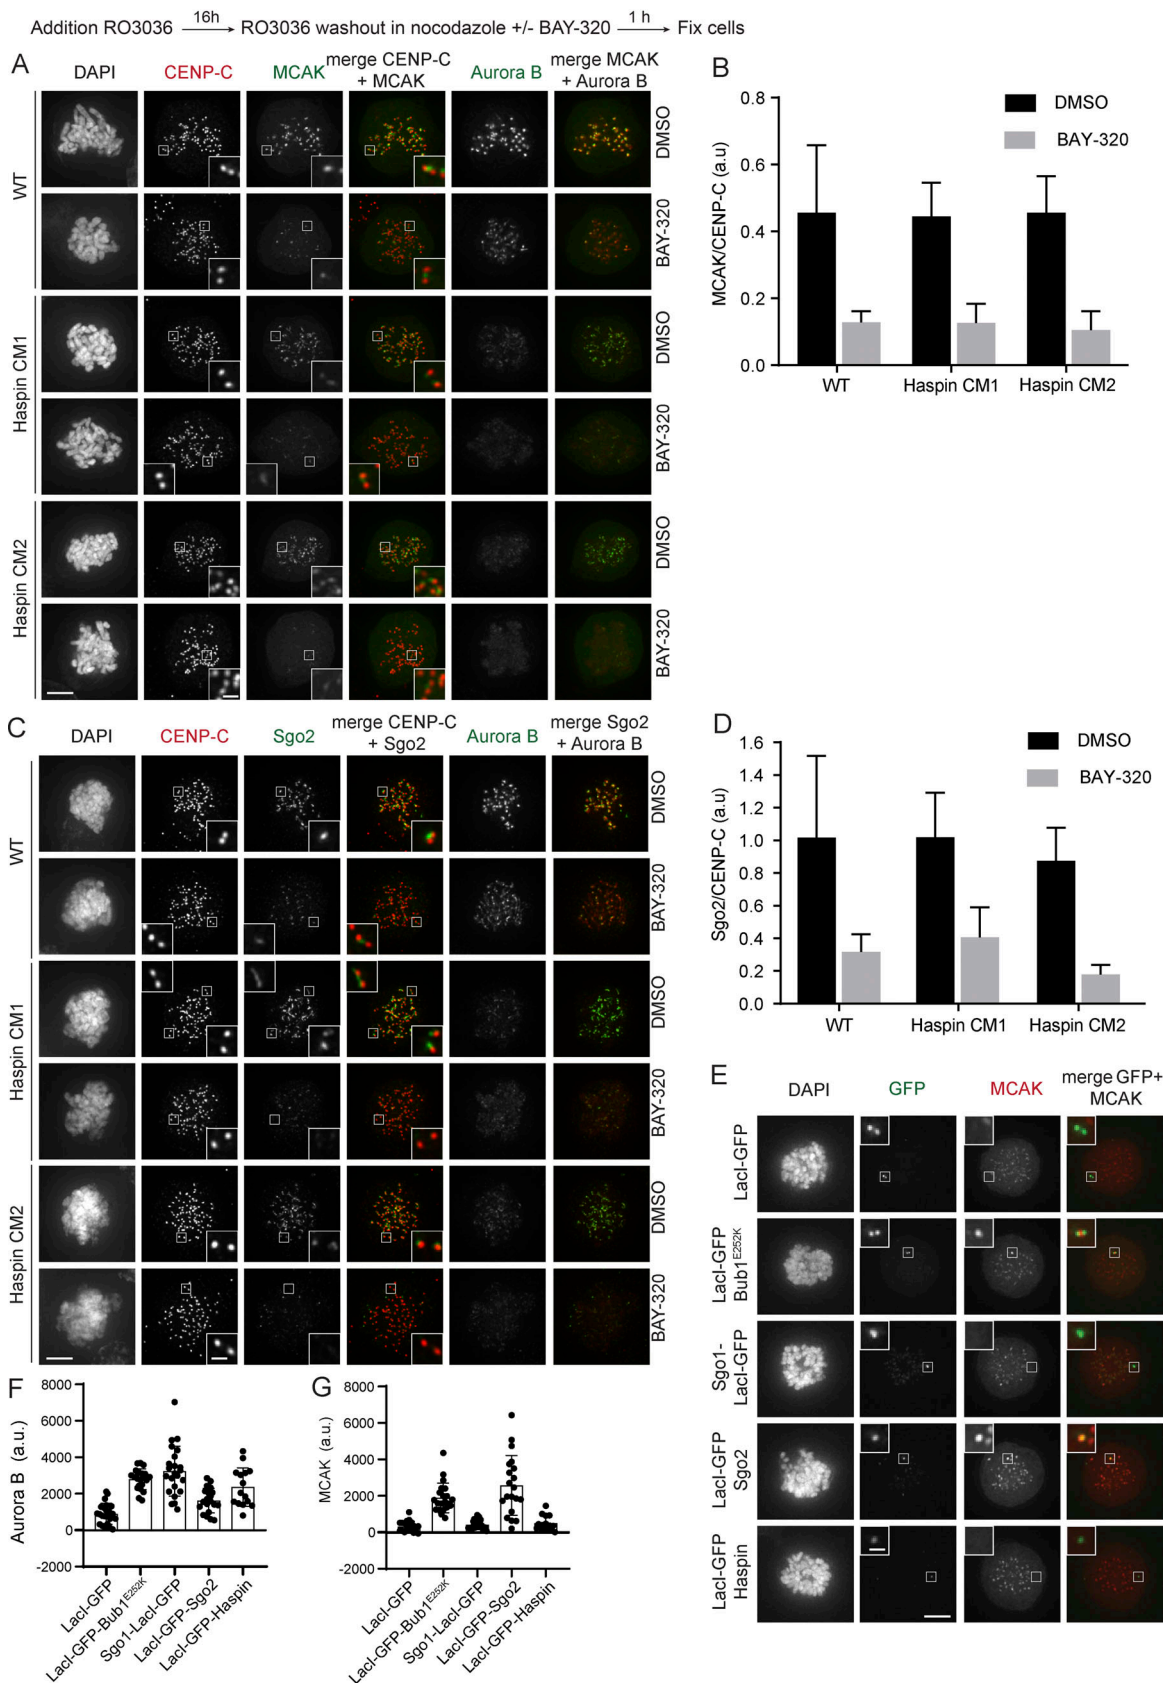 Addition RO3036 16h RO3036 washout in nocodazole +/- BAY-320 1 h Fix cells
A
DAPI CENP-C MCAK merge CENP-C + MCAK Aurora B merge MCAK + Aurora B
WT
DMSO
BAY-320
Haspin CM1
DMSO
BAY-320
Haspin CM2
DMSO
BAY-320
B
DMSO
BAY-320
MCAK/CENP-C (a.u)
0.8
0.6
0.4
0.2
0.0
WT Haspin CM1 Haspin CM2
C
DAPI CENP-C Sgo2 merge CENP-C + Sgo2 Aurora B merge Sgo2 + Aurora B
WT
DMSO
BAY-320
Haspin CM1
DMSO
BAY-320
Haspin CM2
DMSO
BAY-320
D
DMSO
BAY-320
Sgo2/CENP-C (a.u)
1.6
1.4
1.2
1.0
0.8
0.6
0.4
0.2
0.0
WT Haspin CM1 Haspin CM2
E
DAPI GFP MCAK merge GFP+ MCAK
LacI-GFP
LacI-GFP
Bub1E252K
Sgo1-
LacI-GFP
LacI-GFP
Sgo2
LacI-GFP
Haspin
F
Aurora B (a.u.)
8000
6000
4000
2000
0
-2000
LacI-GFP
LacI-GFP-Bub1E252K
Sgo1-LacI-GFP
LacI-GFP-Sgo2
LacI-GFP-Haspin
G
MCAK (a.u.)
8000
6000
4000
2000
0
-2000
LacI-GFP
LacI-GFP-Bub1E252K
Sgo1-LacI-GFP
LacI-GFP-Sgo2
LacI-GFP-Haspin